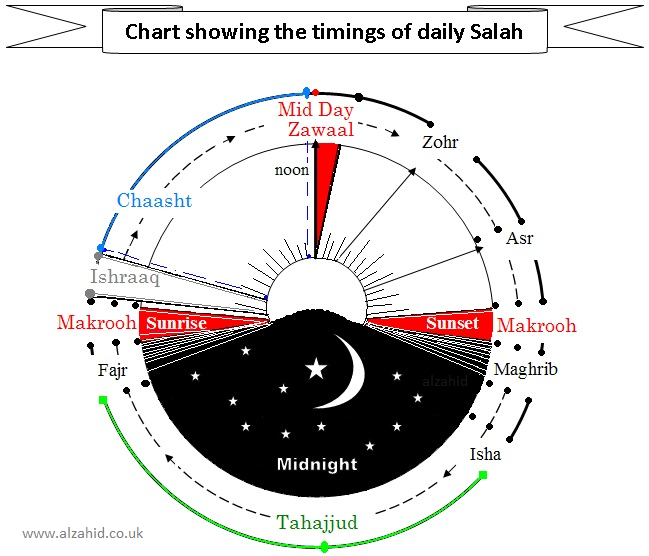 Chart showing the timings of daily Salah
Mid Day
Zawaal
Zohr
noon
Chaasht
Asr
Ishraaq
Makrooh
Sunrise
Sunset
Makrooh
Fajr
Maghrib
alzahid
Isha
Midnight
Tahajjud
www.alzahid.co.uk